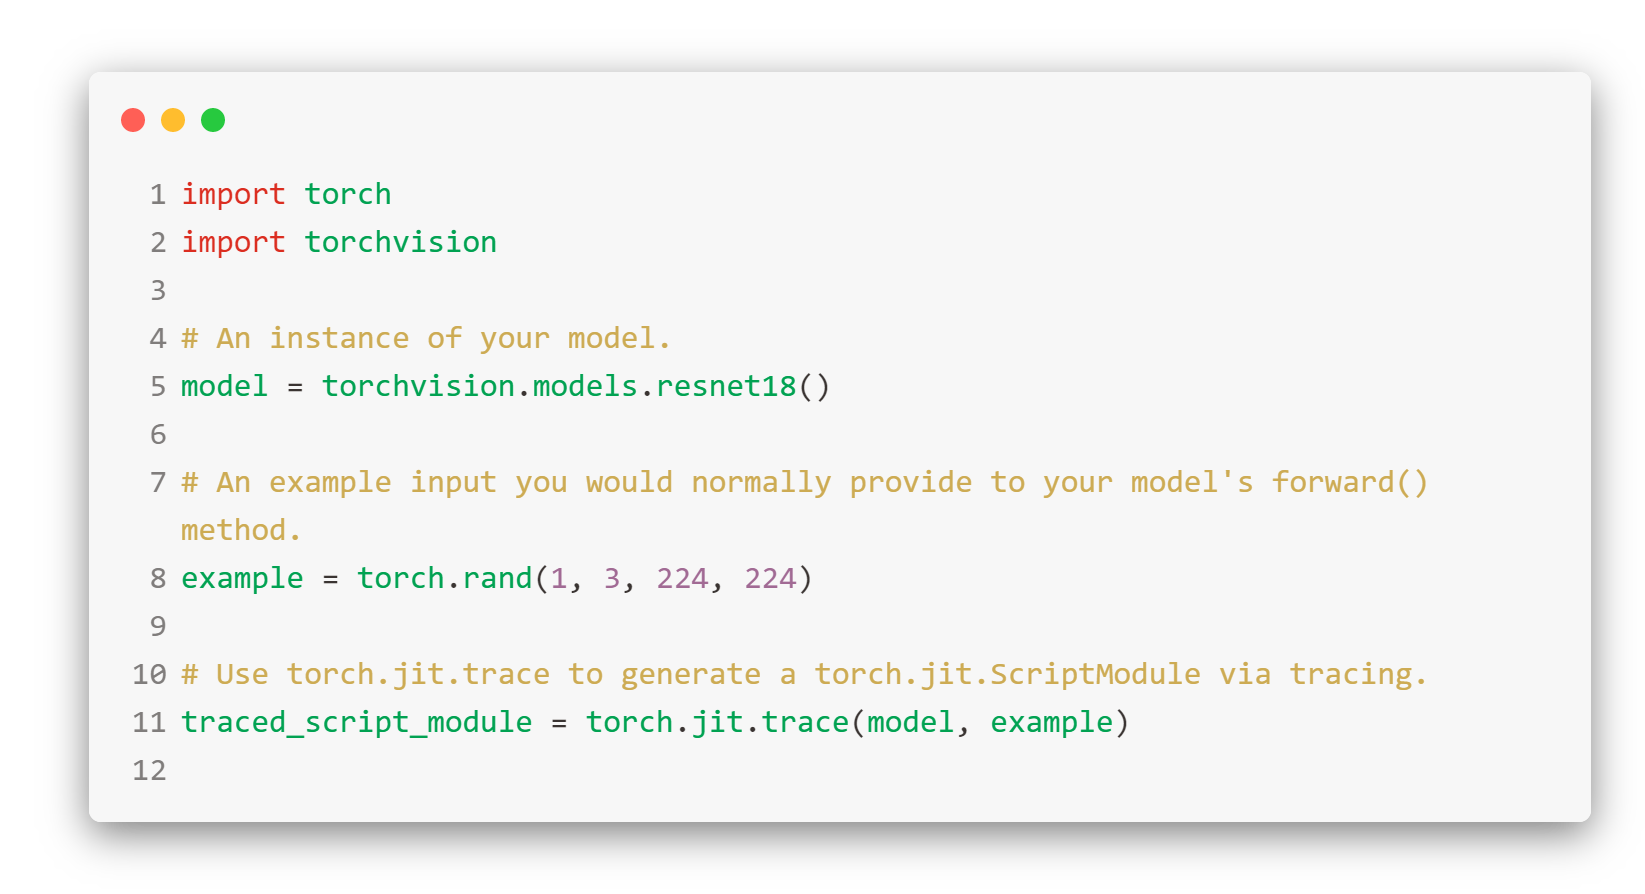 1 import torch
2 import torchvision
3
4 # An instance of your model.
5 model = torchvision.models.resnet18()
6
7 # An example input you would normally provide to your model's forward()
method.
8 example = torch.rand(1, 3, 224, 224)
9
10 # Use torch.jit.trace to generate a torch.jit.ScriptModule via tracing.
11 traced_script_module = torch.jit.trace(model, example)
12